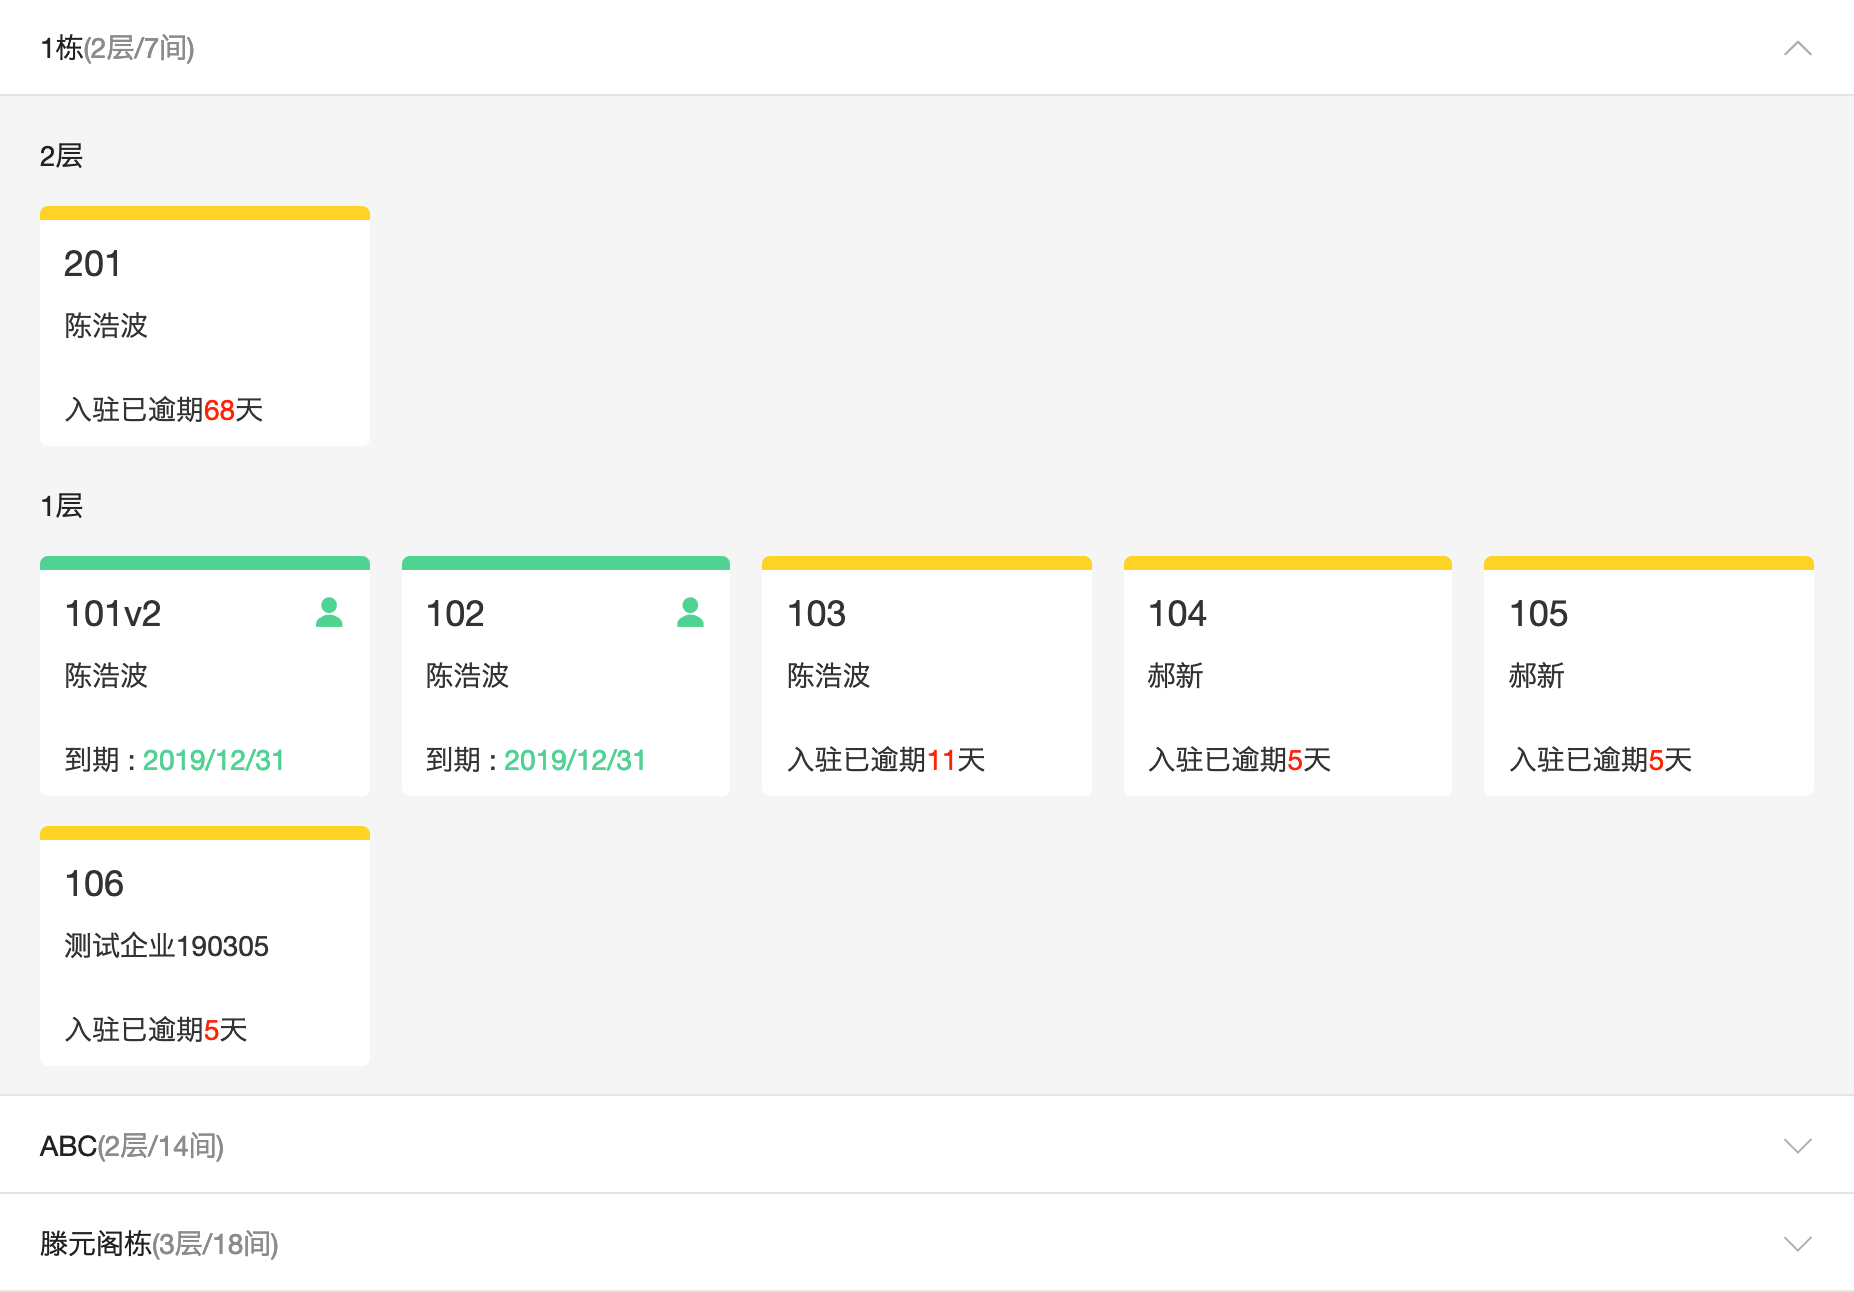 1栋(2层/7间)
2层
201
陈浩波
入驻已逾期68天
1层
101v2
陈浩波
到期 : 2019/12/31
102
陈浩波
到期 : 2019/12/31
103
陈浩波
入驻已逾期11天
104
郝新
入驻已逾期5天
105
郝新
入驻已逾期5天
106
测试企业190305
入驻已逾期5天
ABC(2层/14间)
滕元阁栋(3层/18间)